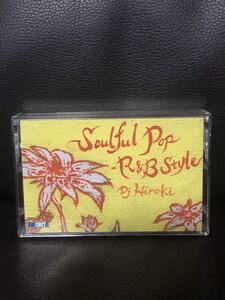 Soulful Pop
-R&B Style-
Dj Hiroki